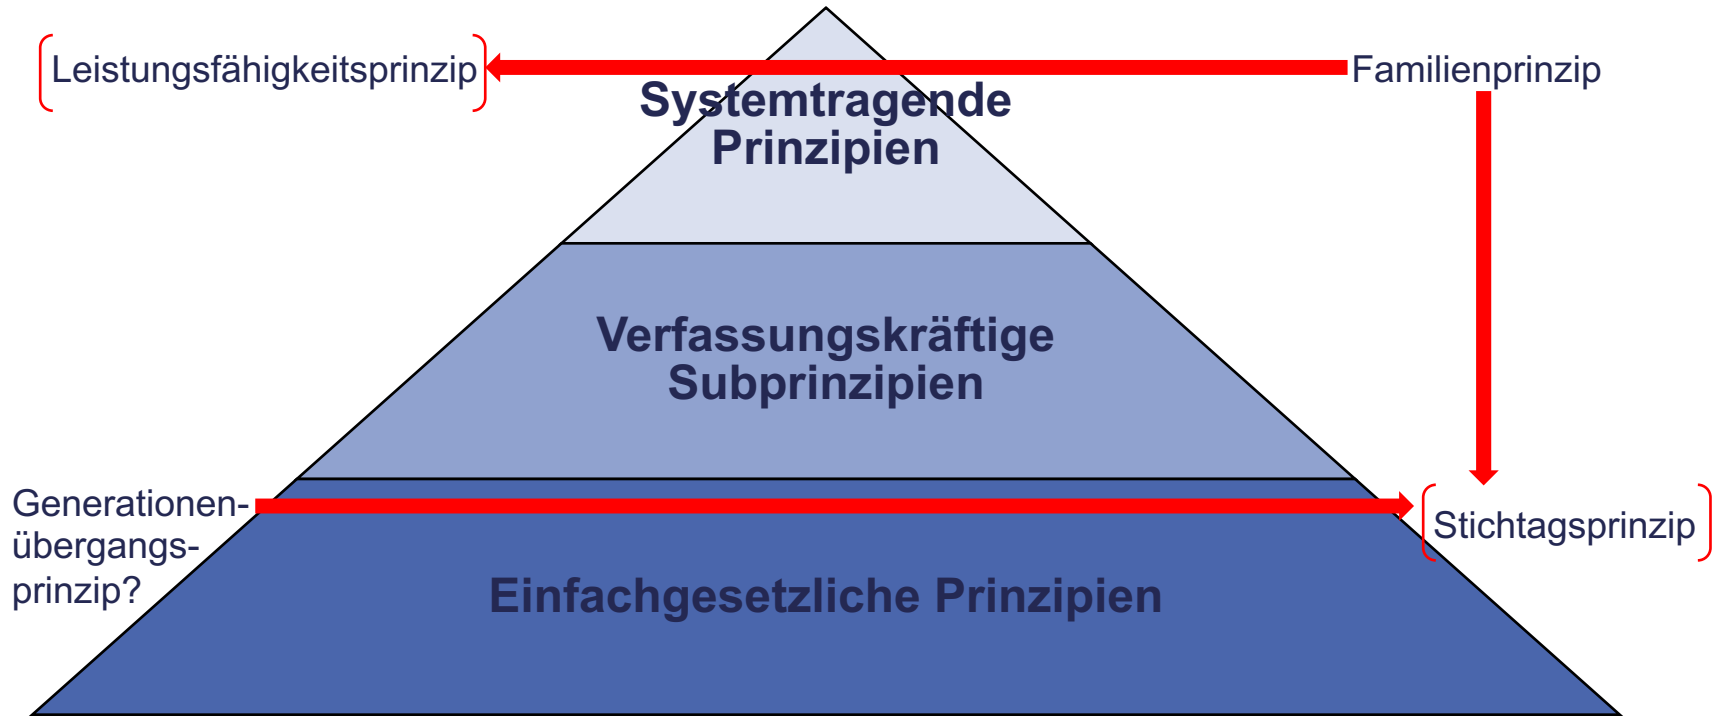 Leistungsfähigkeitsprinzip
Familienprinzip
Systemtragende
Prinzipien
Verfassungskräftige
Subprinzipien
Generationen-
übergangs-
prinzip?
Stichtagsprinzip
Einfachgesetzliche Prinzipien